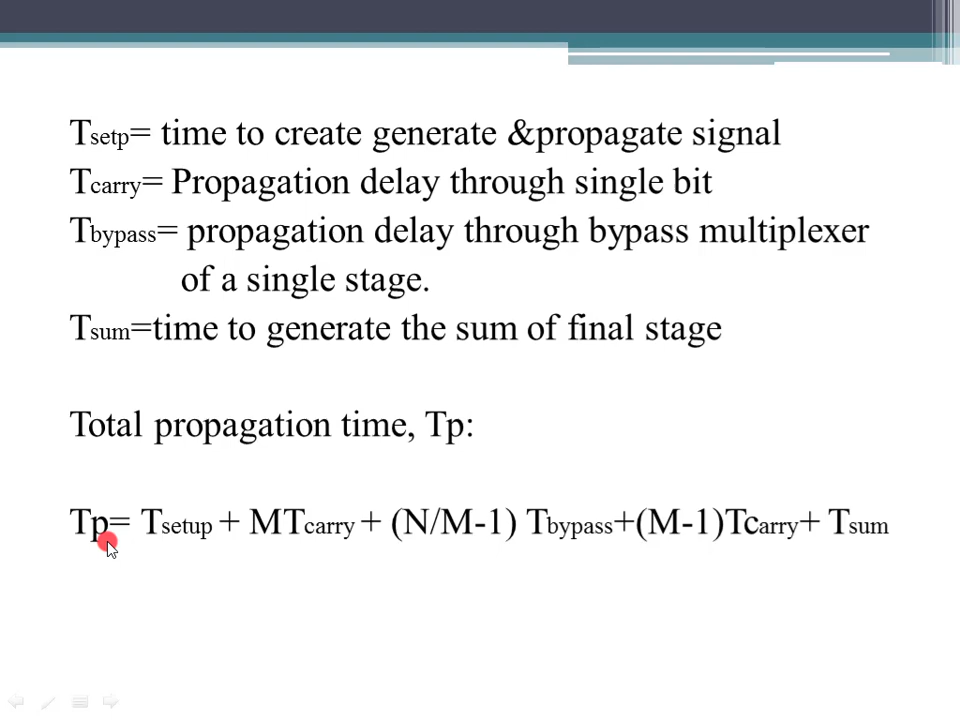 Tsetp= time to create generate &propagate signal
Tcarry= Propagation delay through single bit
Tbypass= propagation delay through bypass multiplexer
of a single stage.
Tsum=time to generate the sum of final stage
Total propagation time, Tp:
Tp= Tsetup + MTcarry + (N/M-1) Tbypass+(M-1)Tcarry+ Tsum